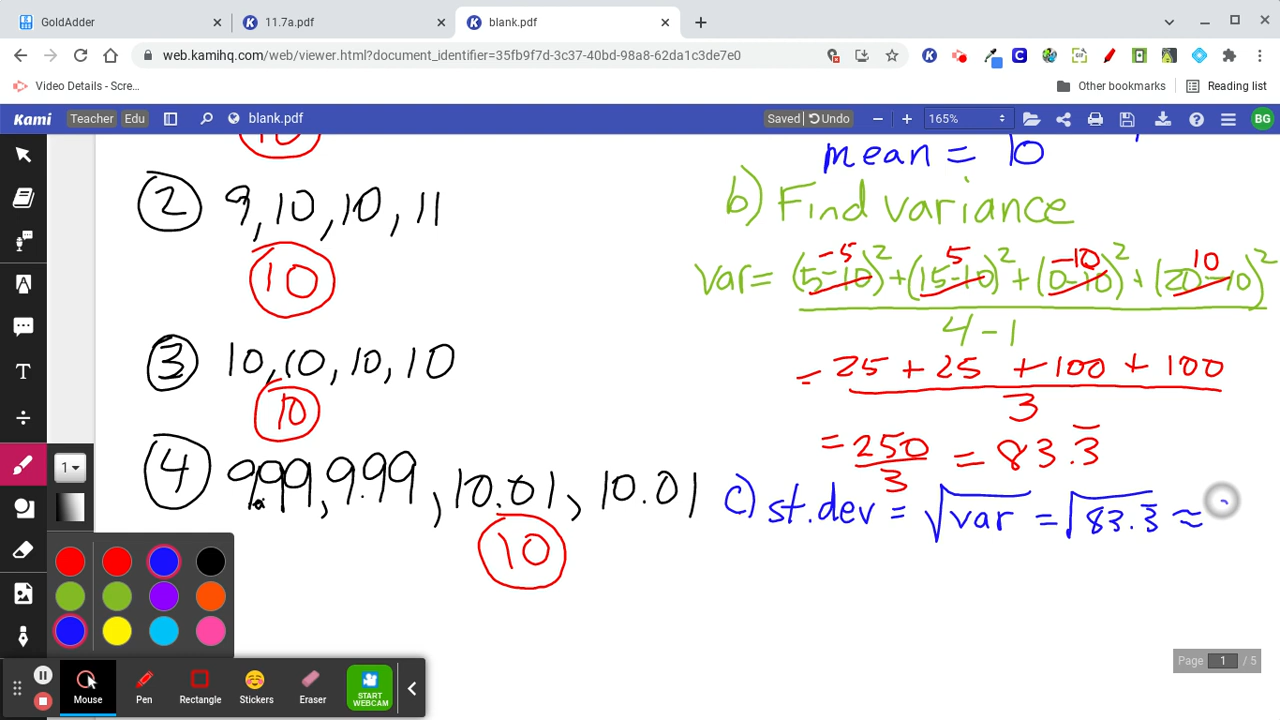 GoldAdder
11.7a.pdf
blank.pdf
web.kamihq.com/web/viewer.html?document_identifier=35fb9f7d-3c37-40bd-98a8-62da1c3de7e0
Video Details - Scre...
Other bookmarks
Reading list
Kami Teacher Edu blank.pdf Saved Undo 165% BG
10
mean = 10
② 9, 10, 10, 11
10
③ 10, 10, 10, 10
10
④ 9.99, 9.99, 10.01, 10.01
10
b) Find variance
-5 5 -10 10
var = (5-10)²+(15-10)²+(0-10)²+(20-10)²
4-1
= 25 + 25 + 100 + 100
3
= 250 = 83.3̅
3
c) st.dev = √var = √83.3̅ ≈
1
Page 1 / 5
Mouse
Pen
Rectangle
Stickers
Eraser
START
WEBCAM